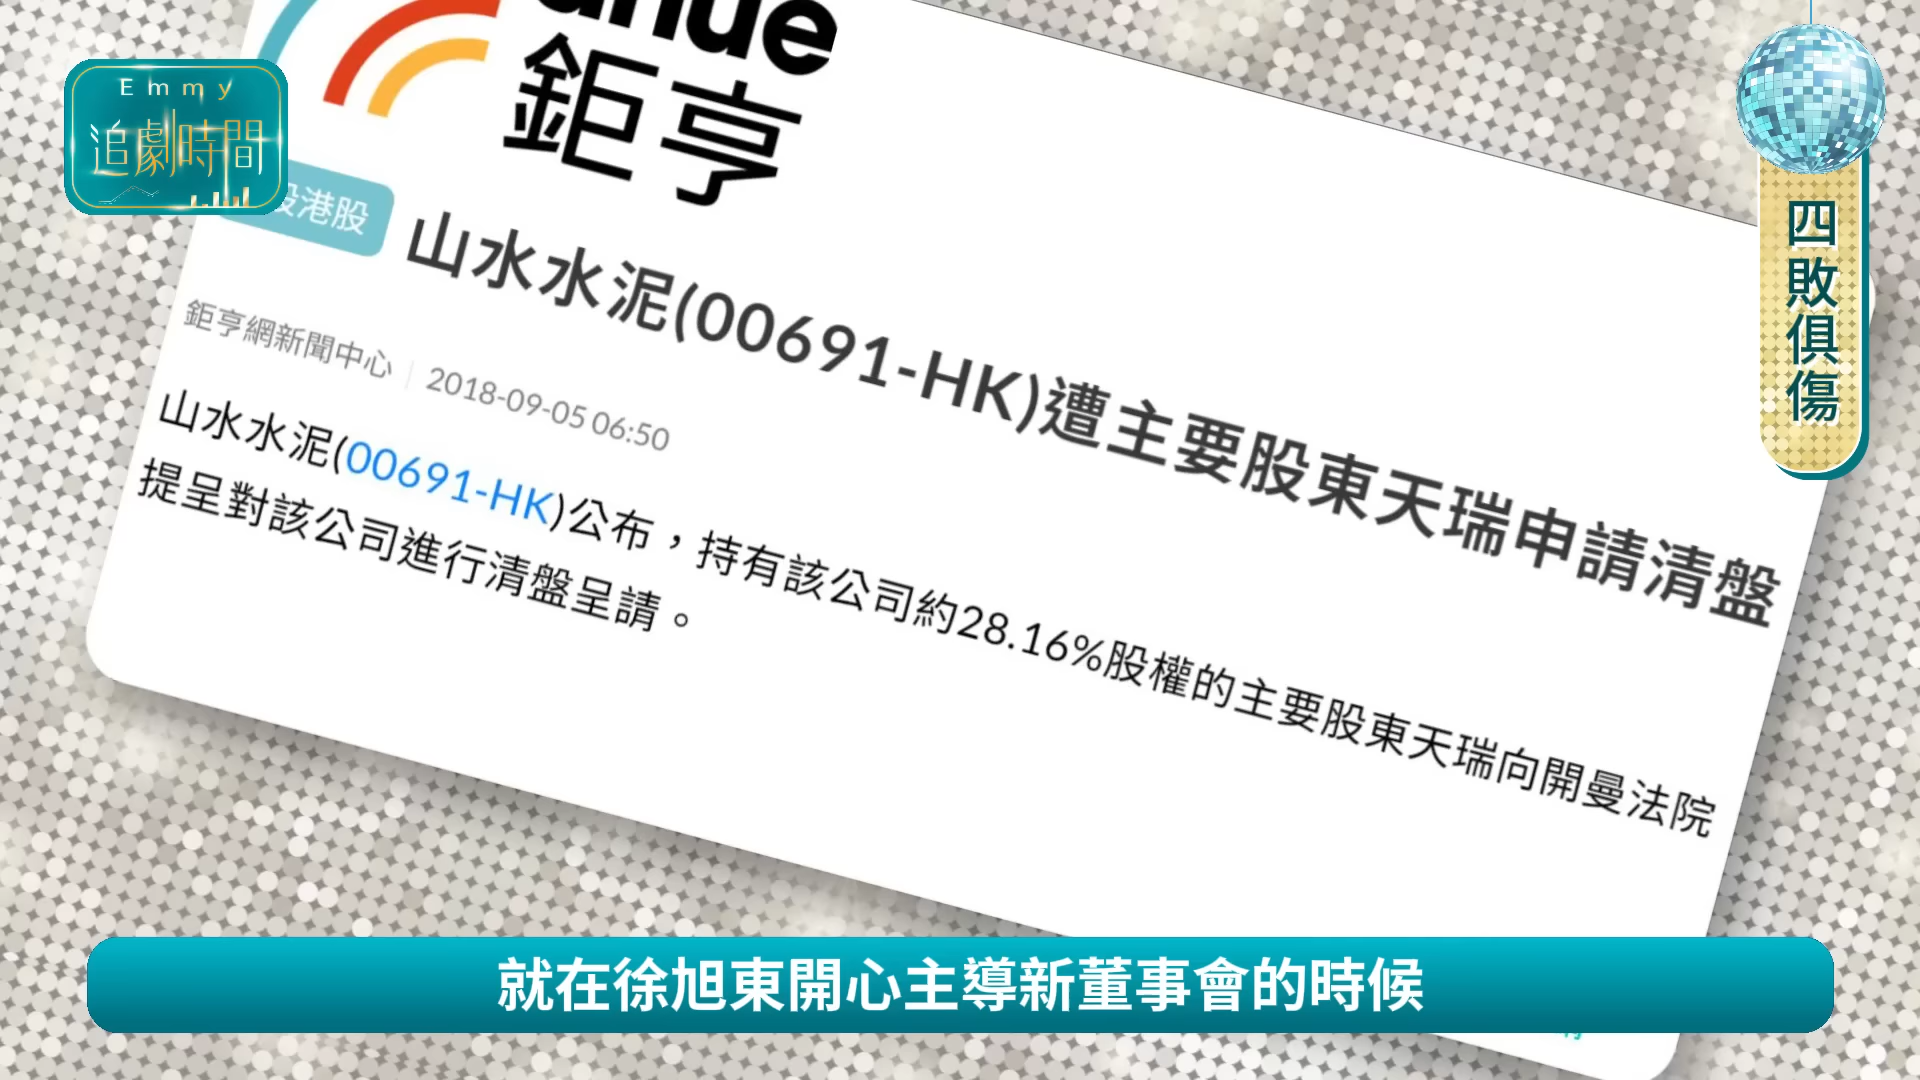 Emmy
追劇時間
nue
鉅亨
港股
山水水泥(00691-HK)遭主要股東天瑞申請清盤
鉅亨網新聞中心 | 2018-09-05 06:50
山水水泥(00691-HK)公布，持有該公司約28.16%股權的主要股東天瑞向開曼法院
提呈對該公司進行清盤呈請。
四敗俱傷
就在徐旭東開心主導新董事會的時候